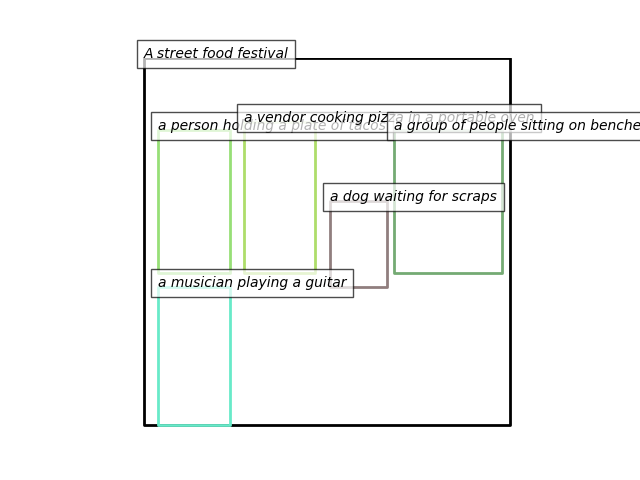 A street food festival
a vendor cooking pizza in a portable oven
a person holding a plate of tacos
a group of people sitting on benche
a dog waiting for scraps
a musician playing a guitar